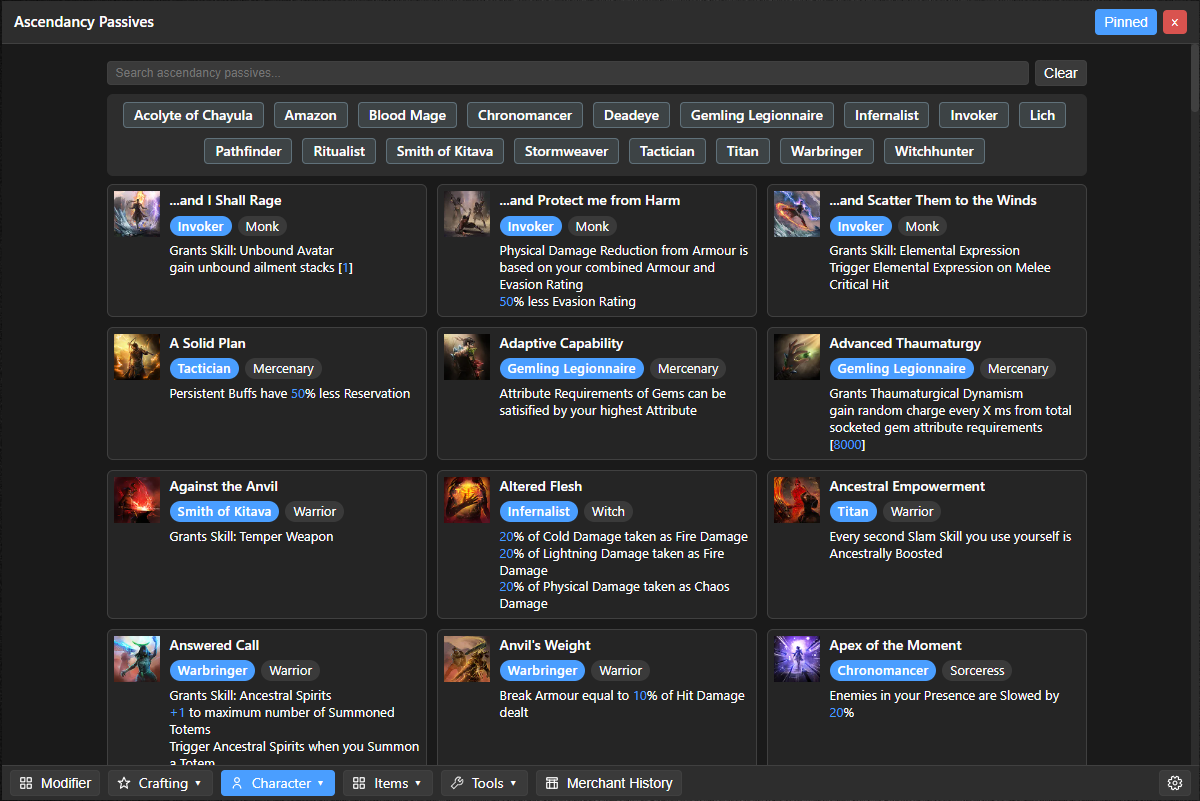 Ascendancy Passives
Pinned
x
Search ascendancy passives...
Clear
Acolyte of Chayula
Amazon
Blood Mage
Chronomancer
Deadeye
Gemling Legionnaire
Infernalist
Invoker
Lich
Pathfinder
Ritualist
Smith of Kitava
Stormweaver
Tactician
Titan
Warbringer
Witchhunter
...and I Shall Rage
Invoker
Monk
Grants Skill: Unbound Avatar
gain unbound ailment stacks [1]
...and Protect me from Harm
Invoker
Monk
Physical Damage Reduction from Armour is
based on your combined Armour and
Evasion Rating
50% less Evasion Rating
...and Scatter Them to the Winds
Invoker
Monk
Grants Skill: Elemental Expression
Trigger Elemental Expression on Melee
Critical Hit
A Solid Plan
Tactician
Mercenary
Persistent Buffs have 50% less Reservation
Adaptive Capability
Gemling Legionnaire
Mercenary
Attribute Requirements of Gems can be
satisified by your highest Attribute
Advanced Thaumaturgy
Gemling Legionnaire
Mercenary
Grants Thaumaturgical Dynamism
gain random charge every X ms from total
socketed gem attribute requirements
[8000]
Against the Anvil
Smith of Kitava
Warrior
Grants Skill: Temper Weapon
Altered Flesh
Infernalist
Witch
20% of Cold Damage taken as Fire Damage
20% of Lightning Damage taken as Fire
Damage
20% of Physical Damage taken as Chaos
Damage
Ancestral Empowerment
Titan
Warrior
Every second Slam Skill you use yourself is
Ancestrally Boosted
Answered Call
Warbringer
Warrior
Grants Skill: Ancestral Spirits
+1 to maximum number of Summoned
Totems
Trigger Ancestral Spirits when you Summon
a Totem
Anvil's Weight
Warbringer
Warrior
Break Armour equal to 10% of Hit Damage
dealt
Apex of the Moment
Chronomancer
Sorceress
Enemies in your Presence are Slowed by
20%
Modifier
Crafting
Character
Items
Tools
Merchant History